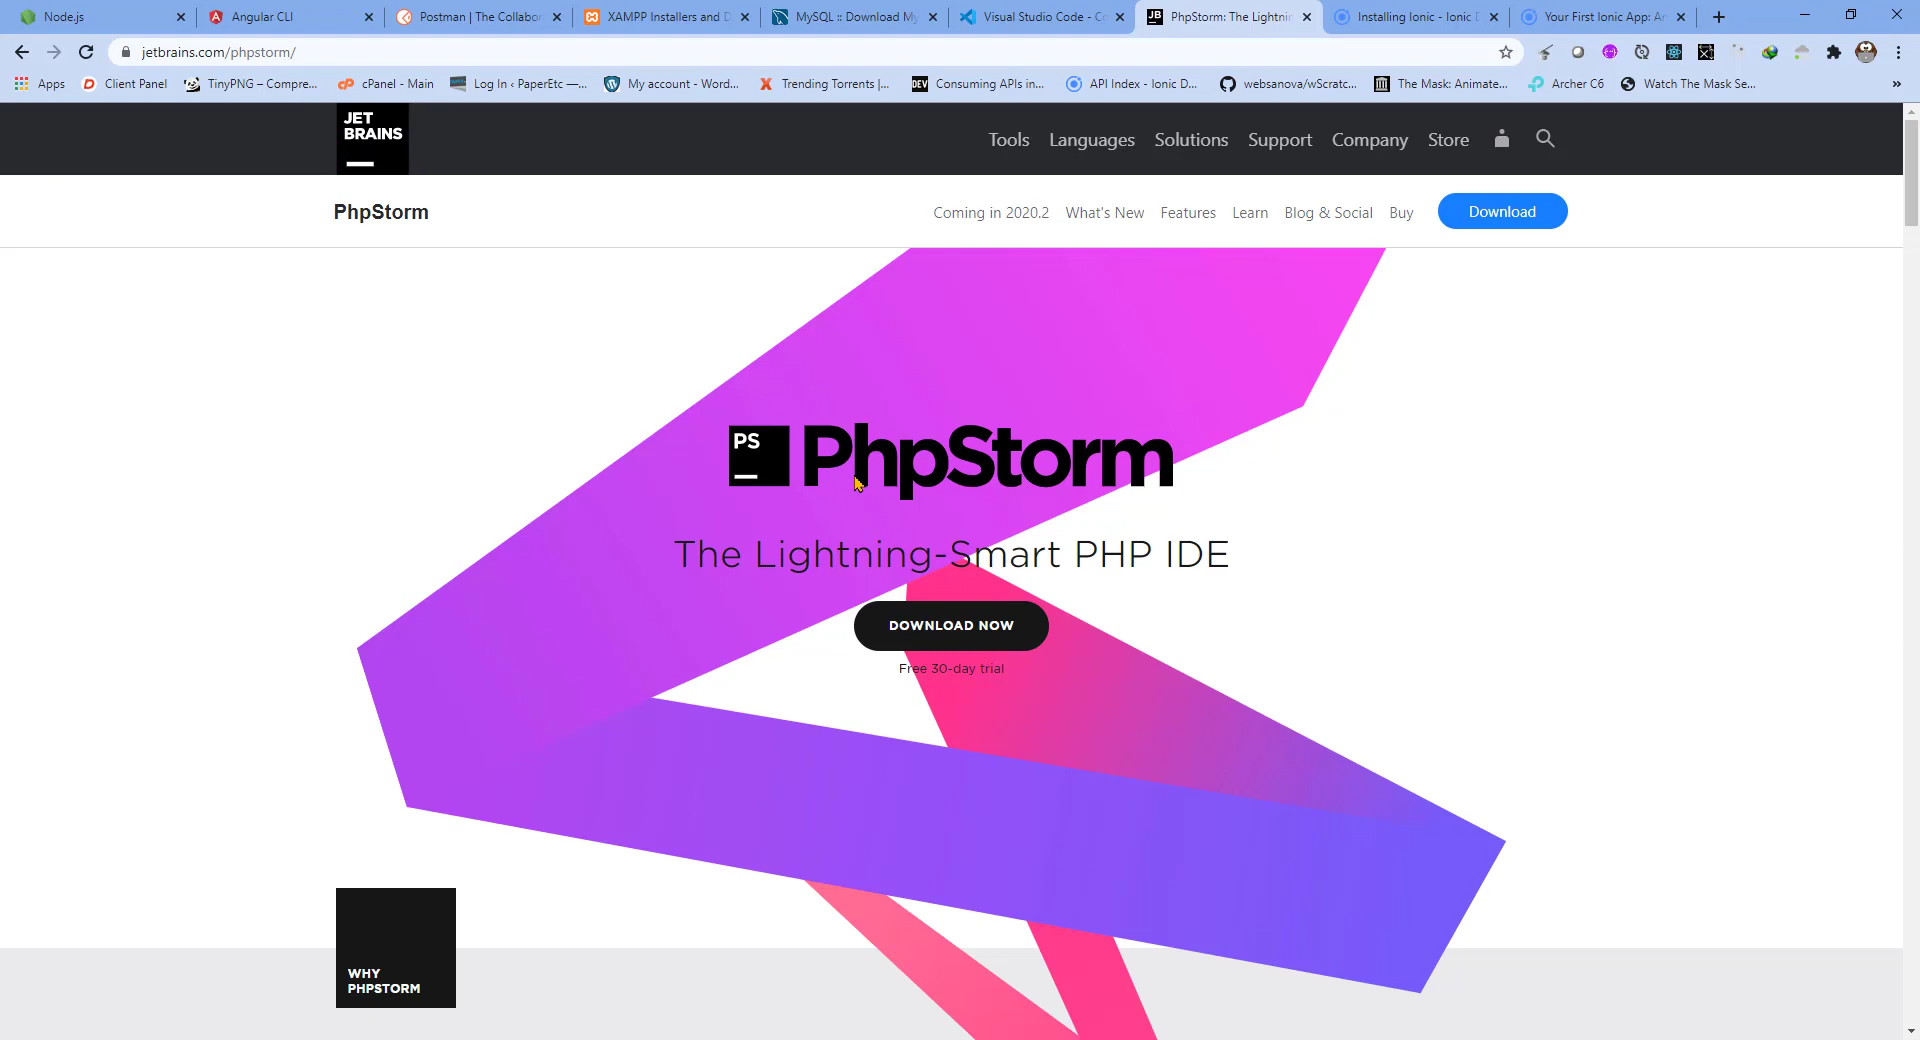 Node.js
Angular CLI
Postman | The Collabor
XAMPP Installers and D
MySQL :: Download My
Visual Studio Code - Co
PhpStorm: The Lightnin
Installing Ionic - Ionic D
Your First Ionic App: An
jetbrains.com/phpstorm/
Apps
Client Panel
TinyPNG – Compre...
cPanel - Main
Log In ‹ PaperEtc —...
My account - Word...
Trending Torrents |...
Consuming APIs in...
API Index - Ionic D...
websanova/wScratc...
The Mask: Animate...
Archer C6
Watch The Mask Se...
JET
BRAINS
Tools Languages Solutions Support Company Store
PhpStorm
Coming in 2020.2 What's New Features Learn Blog & Social Buy Download
PS PhpStorm
The Lightning-Smart PHP IDE
DOWNLOAD NOW
Free 30-day trial
WHY
PHPSTORM